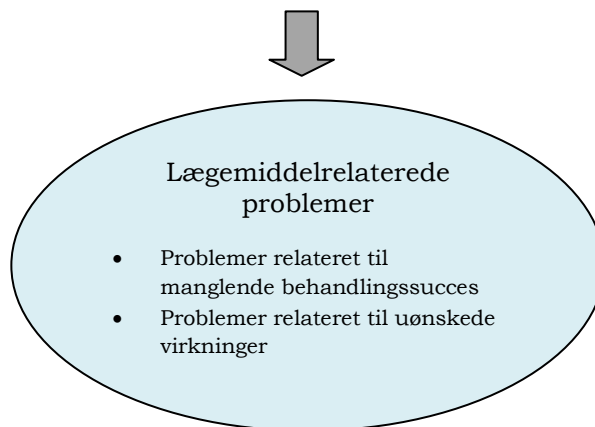 Lægemiddelrelaterede
problemer
• Problemer relateret til
manglende behandlingssucces
• Problemer relateret til uønskede
virkninger